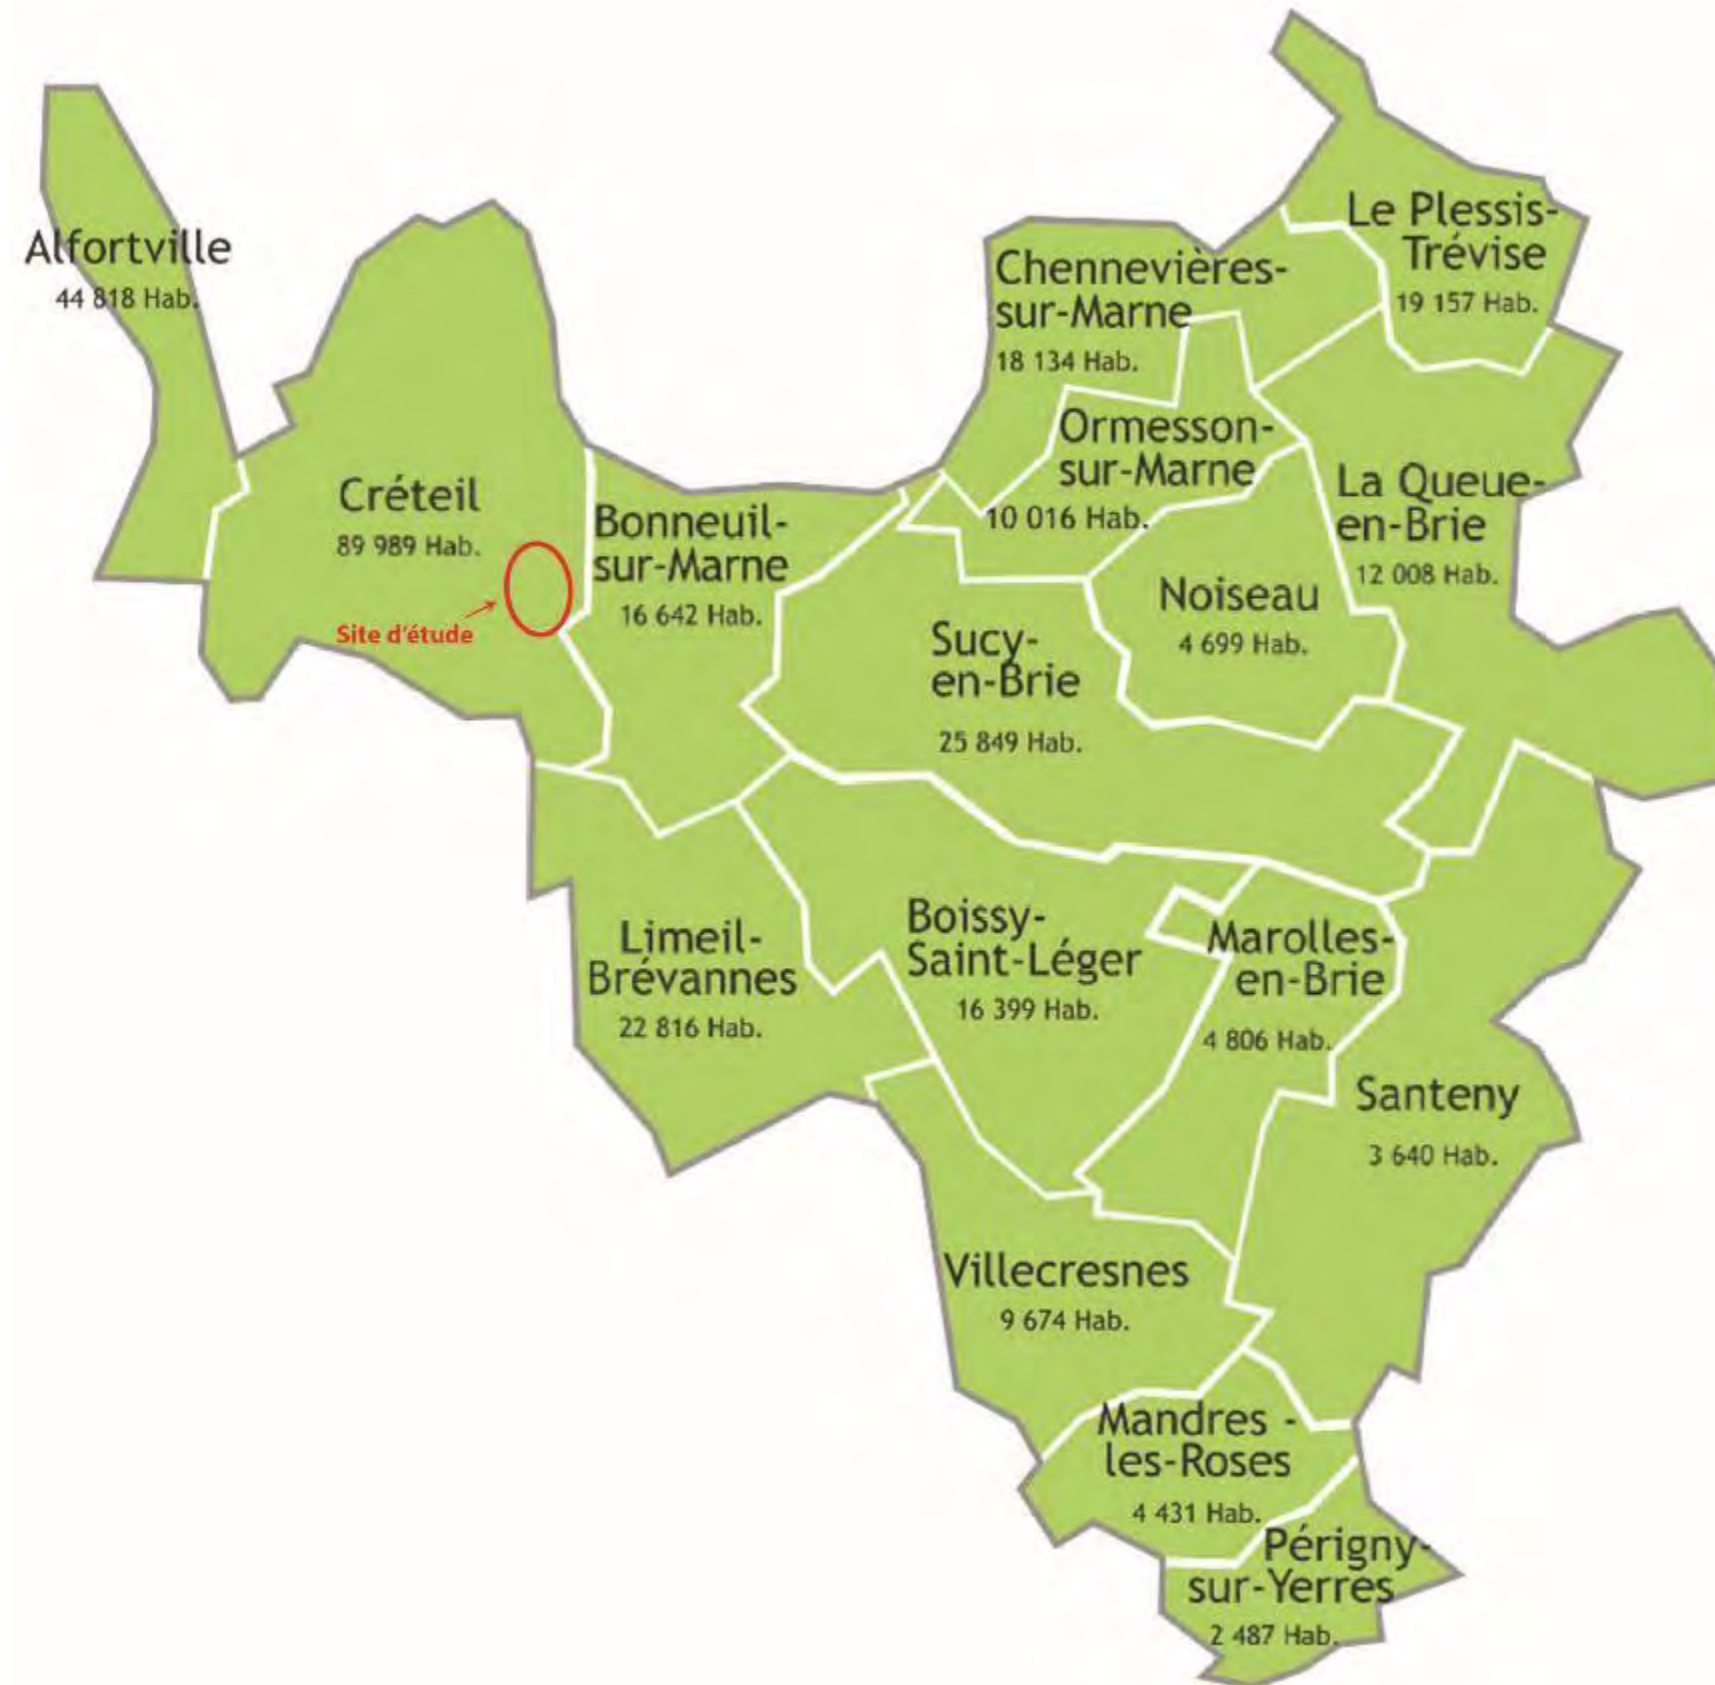 Le Plessis-
Trévise
19 157 Hab.
Alfortville
44 818 Hab.
Chennevières-
sur-Marne
18 134 Hab.
Ormesson-
sur-Marne
10 016 Hab.
La Queue-
en-Brie
12 008 Hab.
Créteil
89 989 Hab.
Site d'étude
Bonneuil-
sur-Marne
16 642 Hab.
Noiseau
4 699 Hab.
Sucy-
en-Brie
25 849 Hab.
Limeil-
Brévannes
22 816 Hab.
Boissy-
Saint-Léger
16 399 Hab.
Marolles-
en-Brie
4 806 Hab.
Santeny
3 640 Hab.
Villecresnes
9 674 Hab.
Mandres -
les-Roses
4 431 Hab.
Périgny-
sur-Yerres
2 487 Hab.